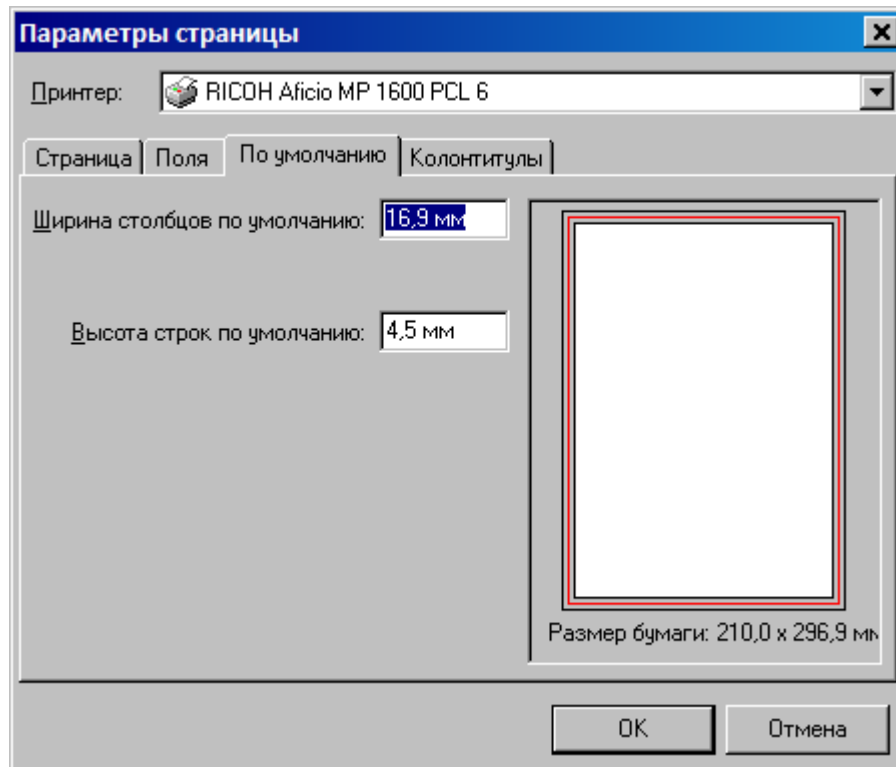 Параметры страницы
Принтер: RICOH Aficio MP 1600 PCL 6
Страница Поля По умолчанию Колонтитулы
Ширина столбцов по умолчанию: 16,9 мм
Высота строк по умолчанию: 4,5 мм
Размер бумаги: 210,0 x 296,9 мм
OK Отмена